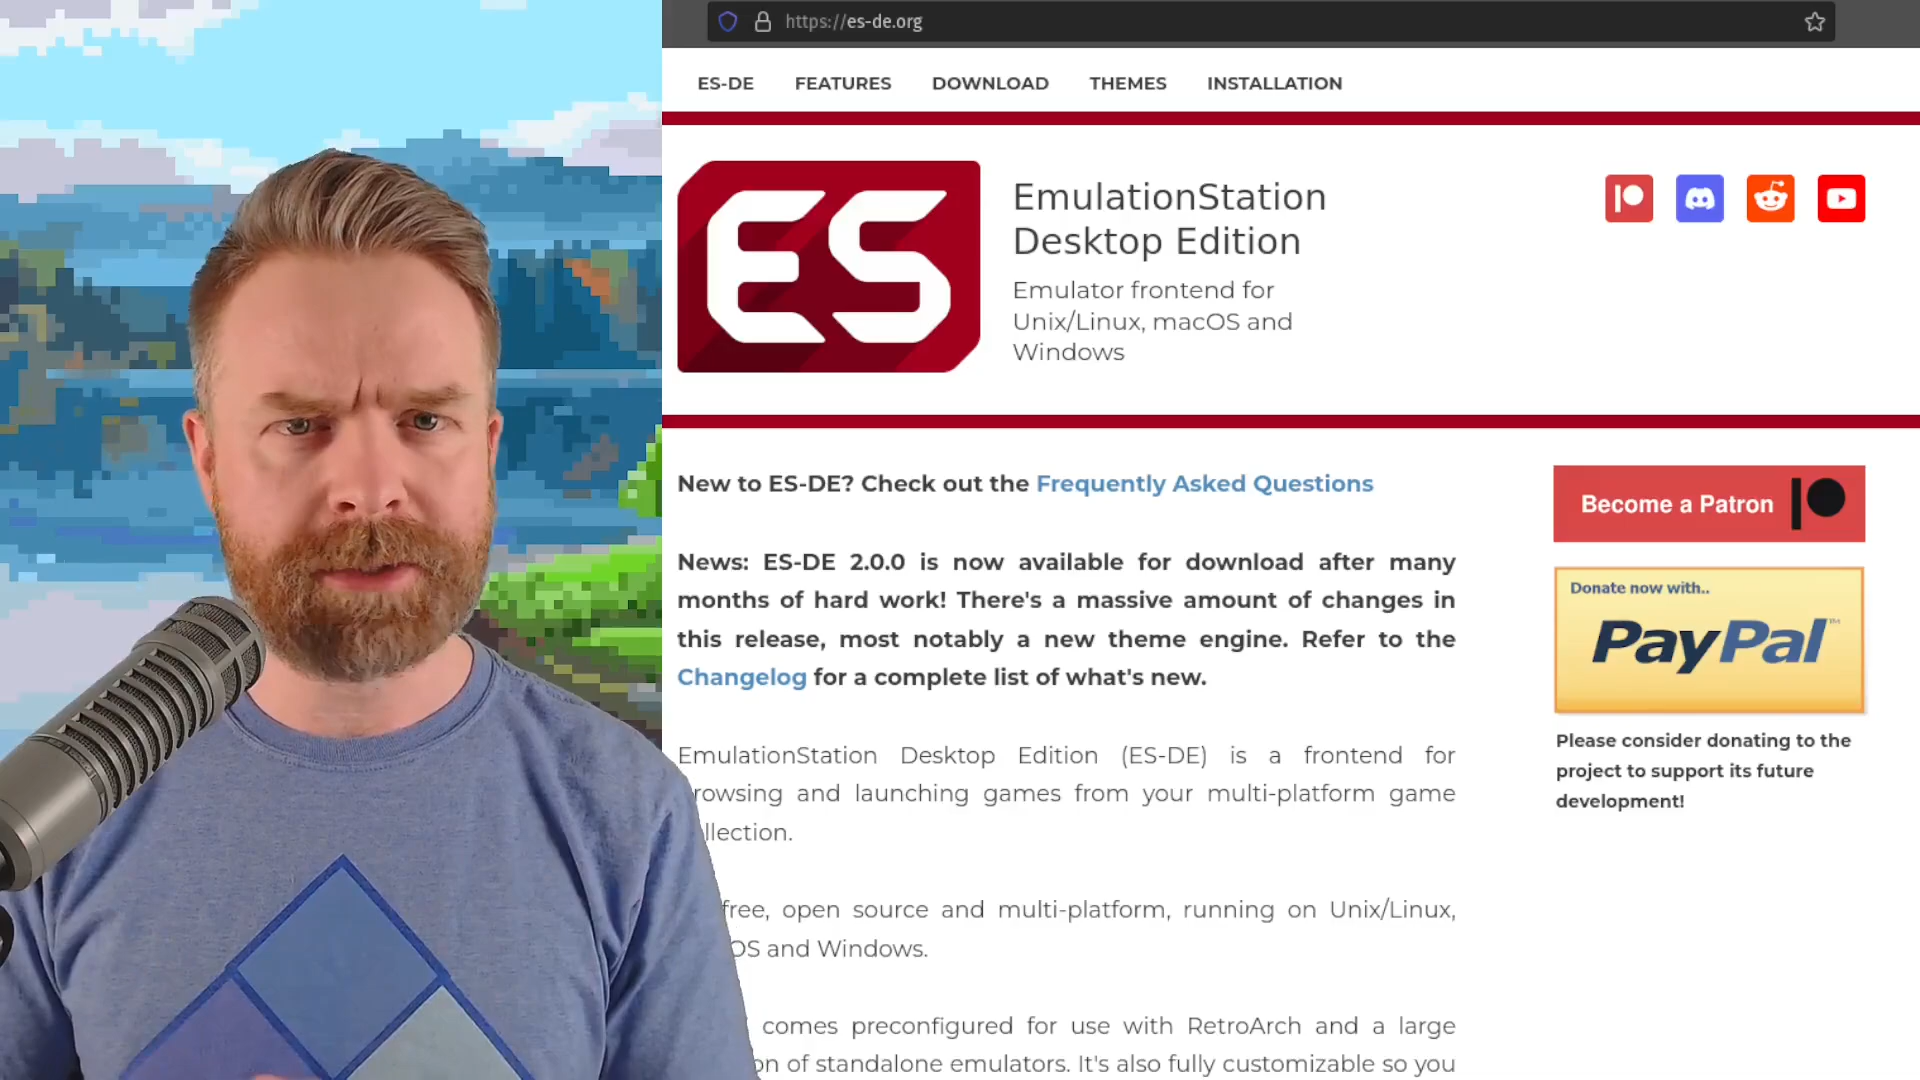 https://es-de.org
ES-DE FEATURES DOWNLOAD THEMES INSTALLATION
ES
EmulationStation
Desktop Edition
Emulator frontend for
Unix/Linux, macOS and
Windows
New to ES-DE? Check out the Frequently Asked Questions
News: ES-DE 2.0.0 is now available for download after many
months of hard work! There's a massive amount of changes in
this release, most notably a new theme engine. Refer to the
Changelog for a complete list of what's new.
EmulationStation Desktop Edition (ES-DE) is a frontend for
rowsing and launching games from your multi-platform game
llection.
free, open source and multi-platform, running on Unix/Linux,
OS and Windows.
comes preconfigured for use with RetroArch and a large
on of standalone emulators. It's also fully customizable so you
Become a Patron
Donate now with..
PayPal™
Please consider donating to the
project to support its future
development!